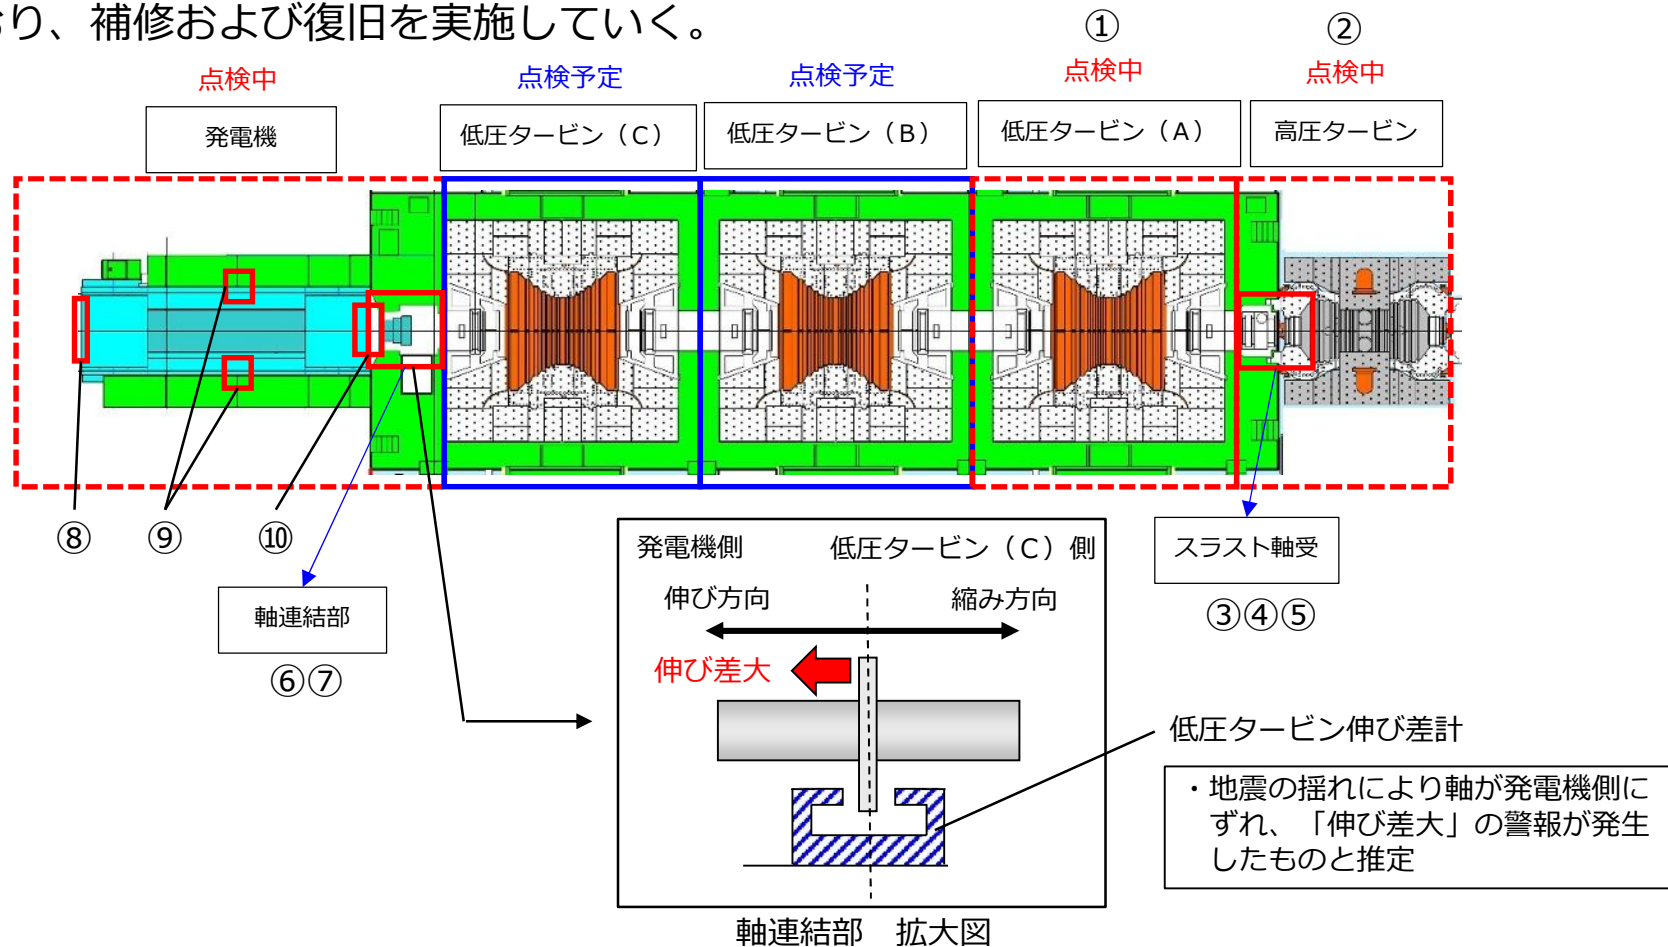 おり、補修および復旧を実施していく。
① ②
点検中 点検予定 点検予定 点検中 点検中
発電機 低圧タービン（C） 低圧タービン（B） 低圧タービン（A） 高圧タービン
⑧ ⑨ ⑩
軸連結部
⑥⑦
スラスト軸受
③④⑤
発電機側 低圧タービン（C）側
伸び方向 縮み方向
伸び差大
低圧タービン伸び差計
・地震の揺れにより軸が発電機側に
ずれ、「伸び差大」の警報が発生
したものと推定
軸連結部 拡大図